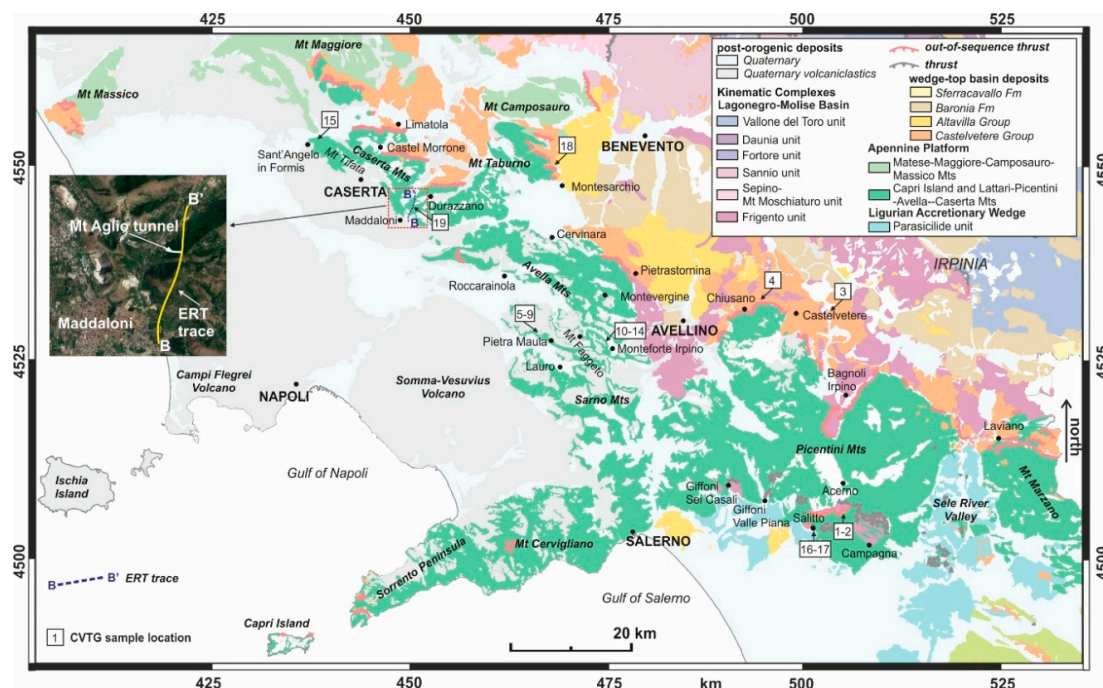 425
450
475
500
525
4550
4525
4500
4550
4525
4500
425
450
475
km
500
525
post-orogenic deposits
Quaternary
Quaternary volcaniclastics
Kinematic Complexes
Lagonegro-Molise Basin
Vallone del Toro unit
Daunia unit
Fortore unit
Sannio unit
Sepino-
Mt Moschiaturo unit
Frigento unit
out-of-sequence thrust
thrust
wedge-top basin deposits
Sferracavallo Fm
Baronia Fm
Altavilla Group
Castelvetere Group
Apennine Platform
Matese-Maggiore-Camposauro-
Massico Mts
Capri Island and Lattari-Picentini
-Avella--Caserta Mts
Ligurian Accretionary Wedge
Parasicilide unit
Mt Maggiore
Mt Massico
Mt Camposauro
15
Limatola
Sant'Angelo
in Formis
Castel Morrone
Mt Tifata
Caserta Mts
Mt Taburno
18
BENEVENTO
Montesarchio
CASERTA
B'
Durazzano
Maddaloni
B
19
B'
Mt Aglio tunnel
Maddaloni
ERT
trace
B
Cervinara
Roccarainola
Avella Mts
Pietrastornina
Montevergine
IRPINIA
4
3
Chiusano
Castelvetere
AVELLINO
5-9
10-14
Pietra Maula
Mt Faggeto
Monteforte Irpino
Lauro
Sarno Mts
Campi Flegrei
Volcano
NAPOLI
Somma-Vesuvius
Volcano
Bagnoli
Irpino
Laviano
north
Picentini Mts
Gulf of Napoli
Ischia
Island
Giffoni
Sei Casali
Giffoni
Valle Piana
Acerno
Salitto
1-2
16-17
Campagna
Sele River
Valley
Mt Marzano
SALERNO
Mt Cervigliano
Sorrento Peninsula
Gulf of Salerno
Capri Island
B
B'
ERT trace
1
CVTG sample location
20 km